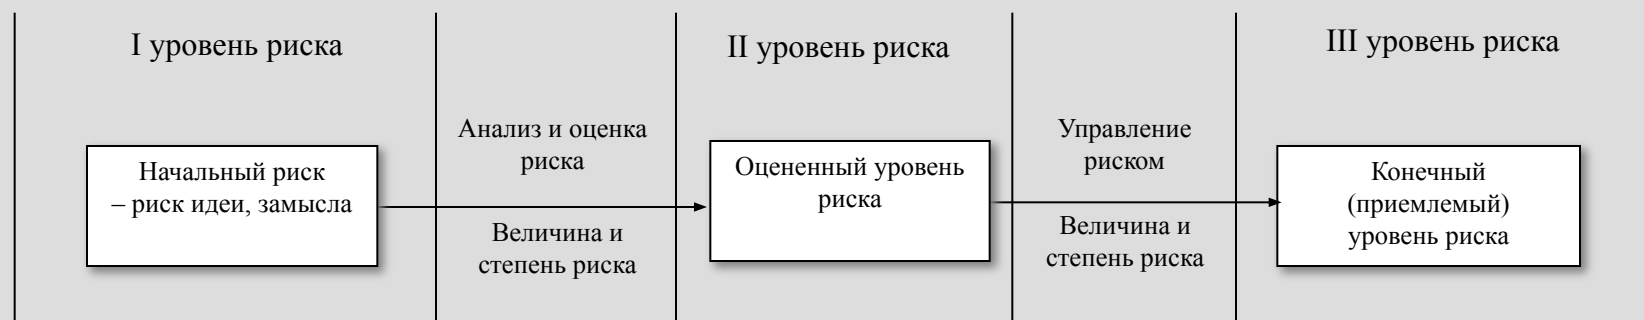 I уровень риска
II уровень риска
III уровень риска
Анализ и оценка
риска
Управление
риском
Начальный риск
– риск идеи, замысла
Оцененный уровень
риска
Конечный
(приемлемый)
уровень риска
Величина и
степень риска
Величина и
степень риска